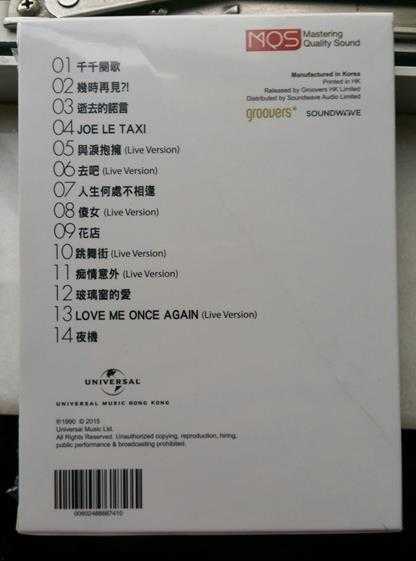 MQS Mastering
Quality Sound
Manufactured in Korea
Printed in HK
Released by Groovers HK Limited
Distributed by Soundwave Audio Limited
groovers+ SOUNDWAVE
01 千千闋歌
02 幾時再見?!
03 逝去的諾言
04 JOE LE TAXI
05 與淚抱擁 (Live Version)
06 去吧 (Live Version)
07 人生何處不相逢
08 傻女 (Live Version)
09 花店
10 跳舞街 (Live Version)
11 痴情意外 (Live Version)
12 玻璃窗的愛
13 LOVE ME ONCE AGAIN (Live Version)
14 夜機
UNIVERSAL
UNIVERSAL MUSIC HONG KONG
℗1990 © 2015
Universal Music Ltd.
All Rights Reserved. Unauthorized copying, reproduction, hiring,
public performance & broadcasting prohibited.
00602488667410